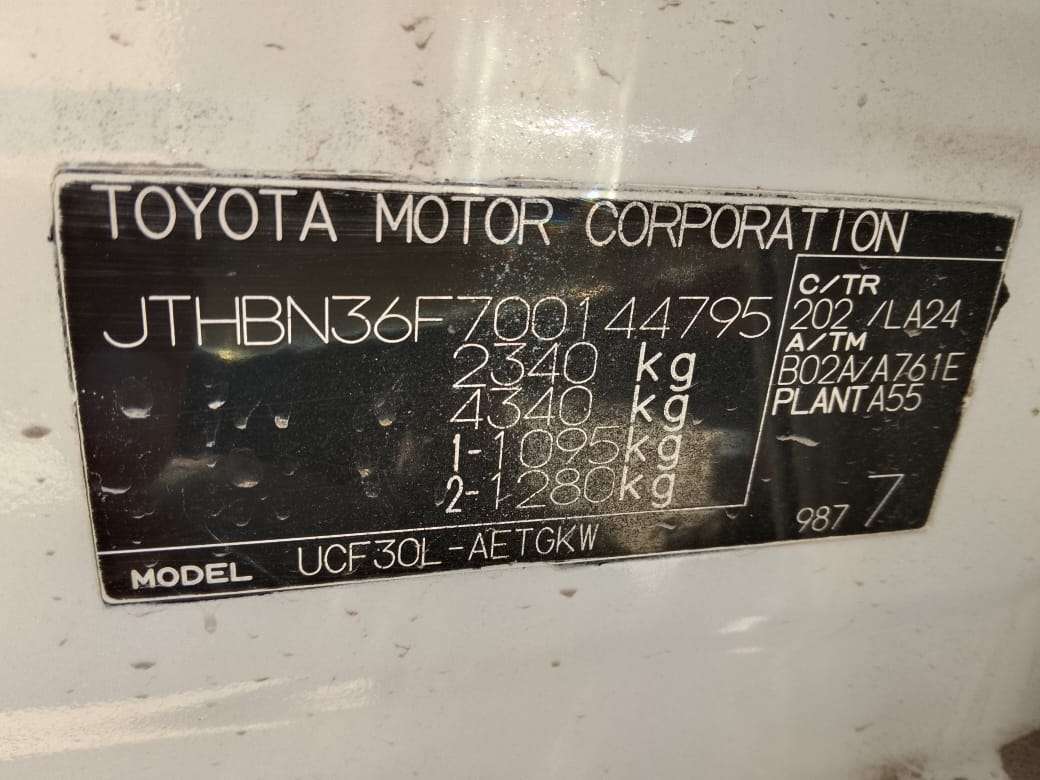 TOYOTA MOTOR CORPORATION
JTHBN36F700144795
2340 kg
4340 kg
1-1095kg
2-1280kg
C/TR
202 /LA24
A/TM
B02A/A761E
PLANT A55
987 7
MODEL UCF30L-AETGKW